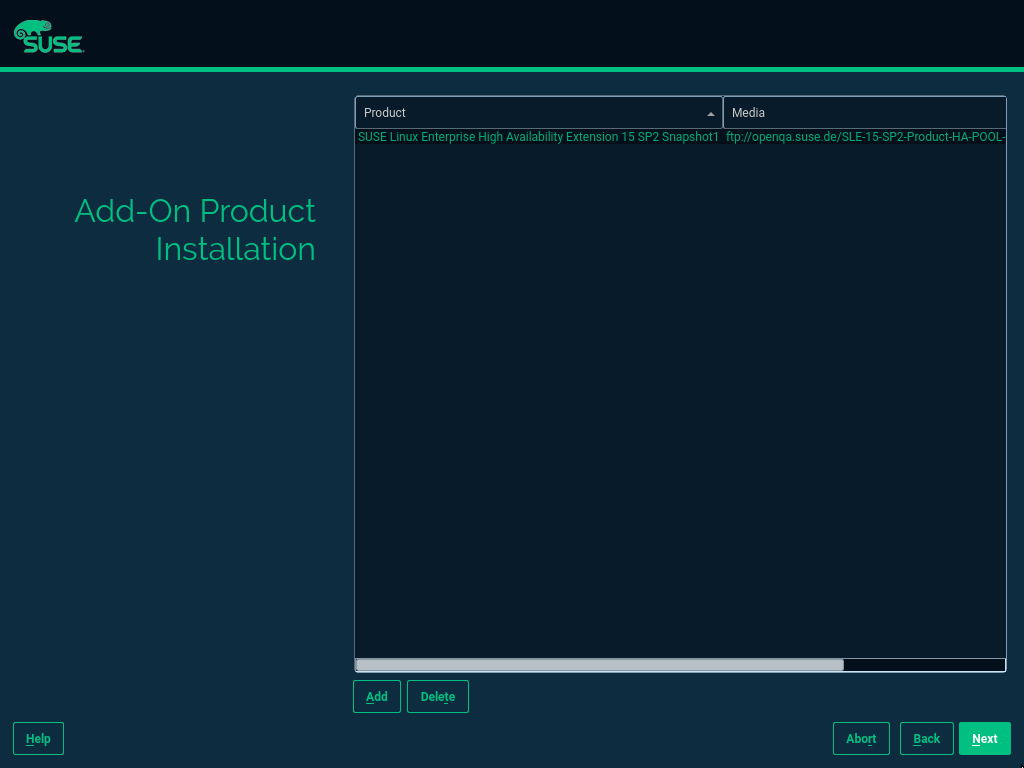 SUSE
Product Media
SUSE Linux Enterprise High Availability Extension 15 SP2 Snapshot1 ftp://openqa.suse.de/SLE-15-SP2-Product-HA-POOL-
Add-On Product
Installation
Add Delete
Help Abort Back Next